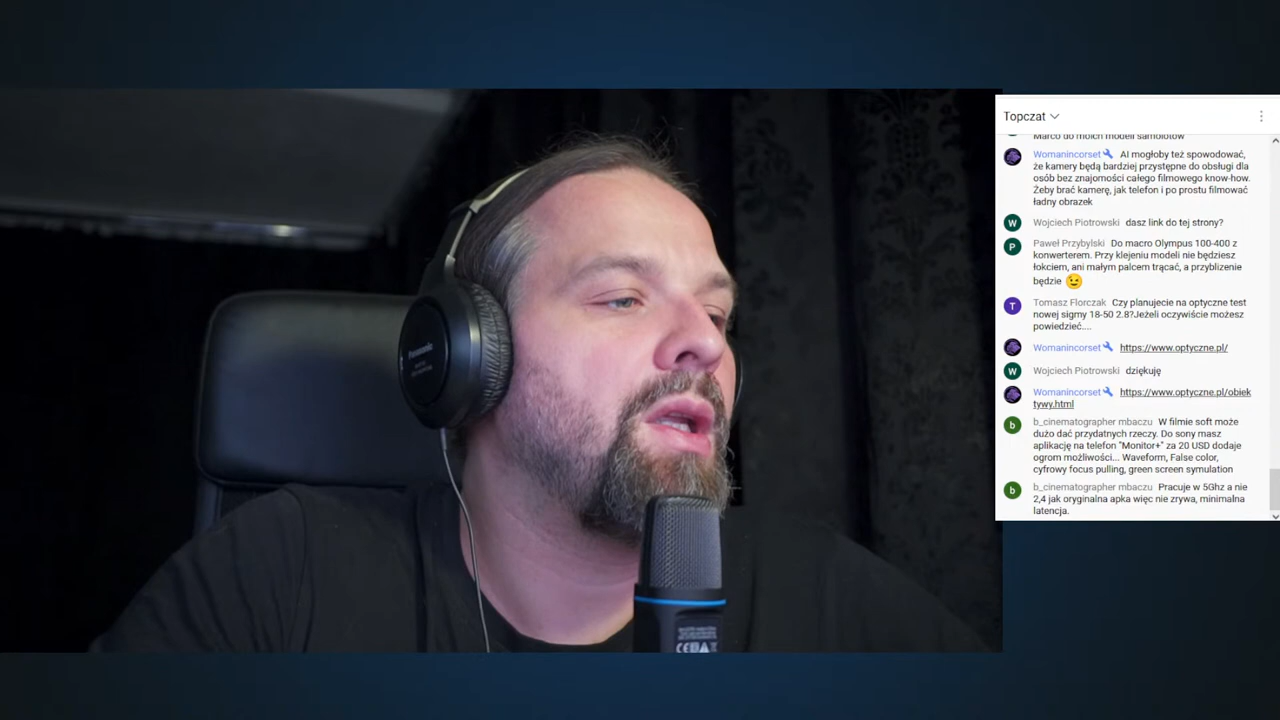 Topczat
Marco do moich modeli samolotów
Womanincorset AI mogłoby też spowodować,
że kamery będą bardziej przystępne do obsługi dla
osób bez znajomości całego filmowego know-how.
Żeby brać kamerę, jak telefon i po prostu filmować
ładny obrazek
W Wojciech Piotrowski dasz link do tej strony?
P Paweł Przybylski Do macro Olympus 100-400 z
konwerterem. Przy klejeniu modeli nie będziesz
łokciem, ani małym palcem trącać, a przyblizenie
będzie 😉
T Tomasz Florczak Czy planujecie na optyczne test
nowej sigmy 18-50 2.8?Jeżeli oczywiście możesz
powiedzieć....
Womanincorset https://www.optyczne.pl/
W Wojciech Piotrowski dziękuję
Womanincorset https://www.optyczne.pl/obiek
tywy.html
b b_cinematographer mbaczu W filmie soft może
dużo dać przydatnych rzeczy. Do sony masz
aplikację na telefon "Monitor+" za 20 USD dodaje
ogrom możliwości... Waveform, False color,
cyfrowy focus pulling, green screen symulation
b b_cinematographer mbaczu Pracuje w 5Ghz a nie
2,4 jak oryginalna apka więc nie zrywa, minimalna
latencja.
Panasonic